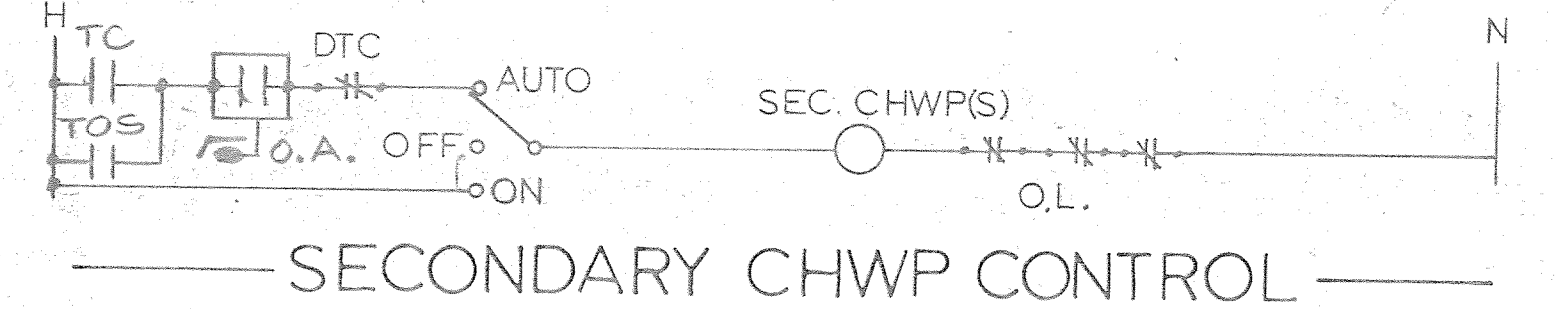 H
N
TC
DTC
AUTO
SEC. CHWP(S)
TOS
O.A.
OFF
ON
O.L.
SECONDARY CHWP CONTROL